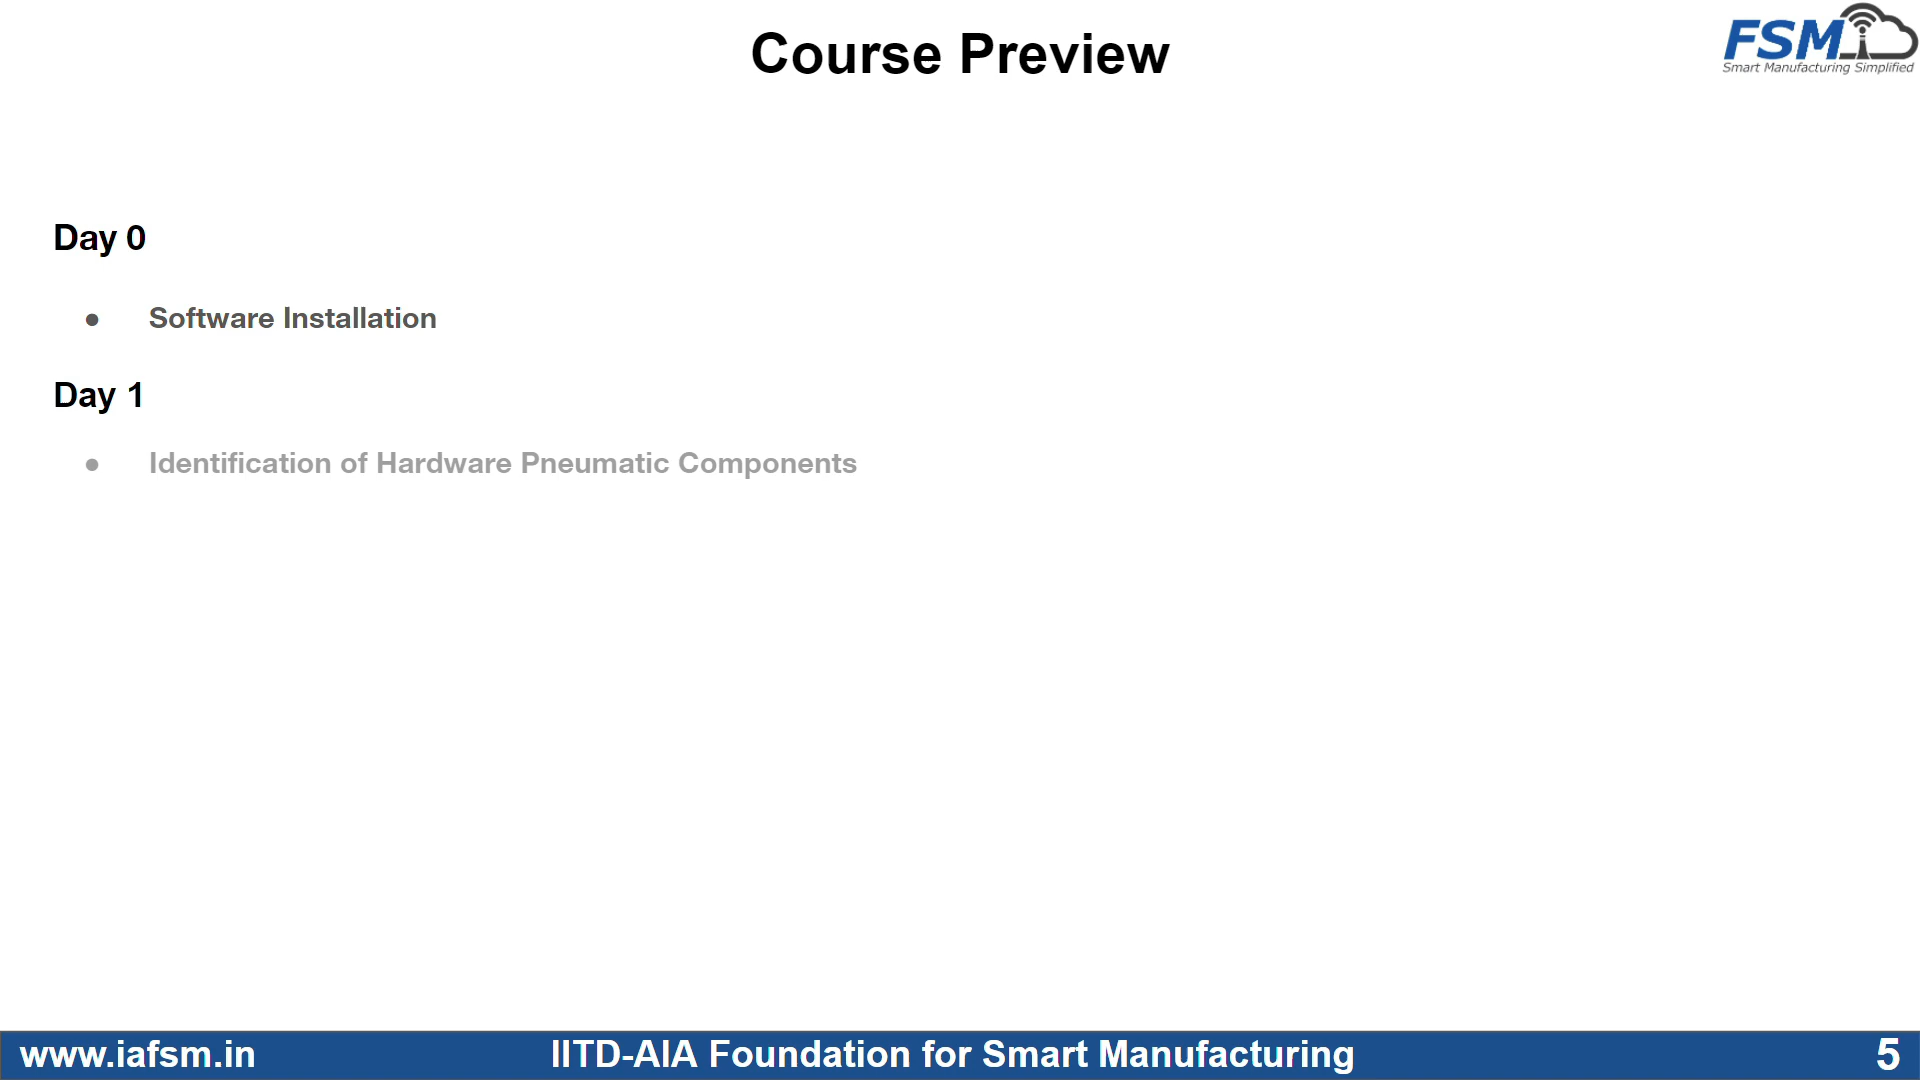 Course Preview
FSM
Smart Manufacturing Simplified
Day 0
● Software Installation
Day 1
● Identification of Hardware Pneumatic Components
www.iafsm.in IITD-AIA Foundation for Smart Manufacturing 5